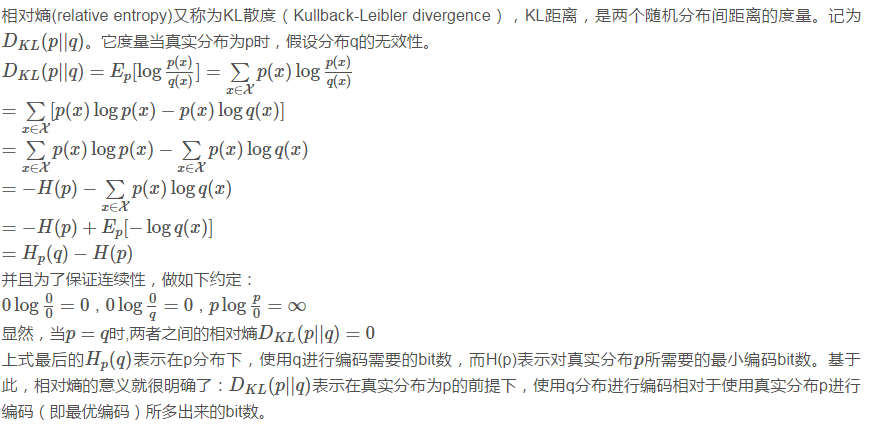 相对熵(relative entropy)又称为KL散度（Kullback-Leibler divergence），KL距离，是两个随机分布间距离的度量。记为
$D_{KL}(p||q)$。它度量当真实分布为p时，假设分布q的无效性。
$D_{KL}(p||q) = E_p[\log \frac{p(x)}{q(x)}] = \sum_{x \in \mathcal{X}} p(x) \log \frac{p(x)}{q(x)}$
$= \sum_{x \in \mathcal{X}} [p(x) \log p(x) - p(x) \log q(x)]$
$= \sum_{x \in \mathcal{X}} p(x) \log p(x) - \sum_{x \in \mathcal{X}} p(x) \log q(x)$
$= -H(p) - \sum_{x \in \mathcal{X}} p(x) \log q(x)$
$= -H(p) + E_p[-\log q(x)]$
$= H_p(q) - H(p)$
并且为了保证连续性，做如下约定：
$0 \log \frac{0}{0} = 0$，$0 \log \frac{0}{q} = 0$，$p \log \frac{p}{0} = \infty$
显然，当$p = q$时,两者之间的相对熵$D_{KL}(p||q) = 0$
上式最后的$H_p(q)$表示在p分布下，使用q进行编码需要的bit数，而H(p)表示对真实分布$p$所需要的最小编码bit数。基于
此，相对熵的意义就很明确了：$D_{KL}(p||q)$表示在真实分布为p的前提下，使用q分布进行编码相对于使用真实分布p进行
编码（即最优编码）所多出来的bit数。